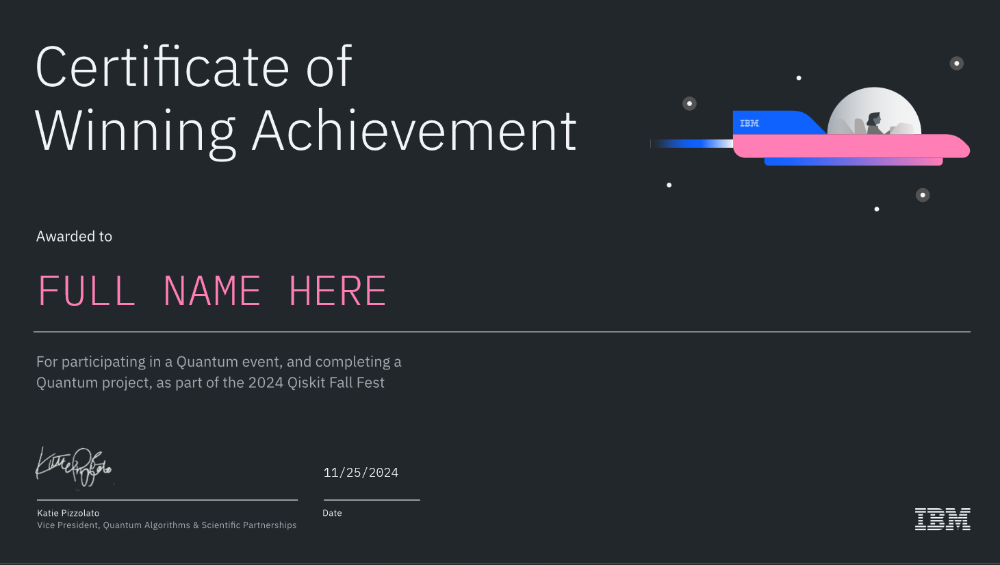 Certificate of
Winning Achievement
IBM
Awarded to
FULL NAME HERE
For participating in a Quantum event, and completing a
Quantum project, as part of the 2024 Qiskit Fall Fest
11/25/2024
Katie Pizzolato
Date
Vice President, Quantum Algorithms & Scientific Partnerships
IBM